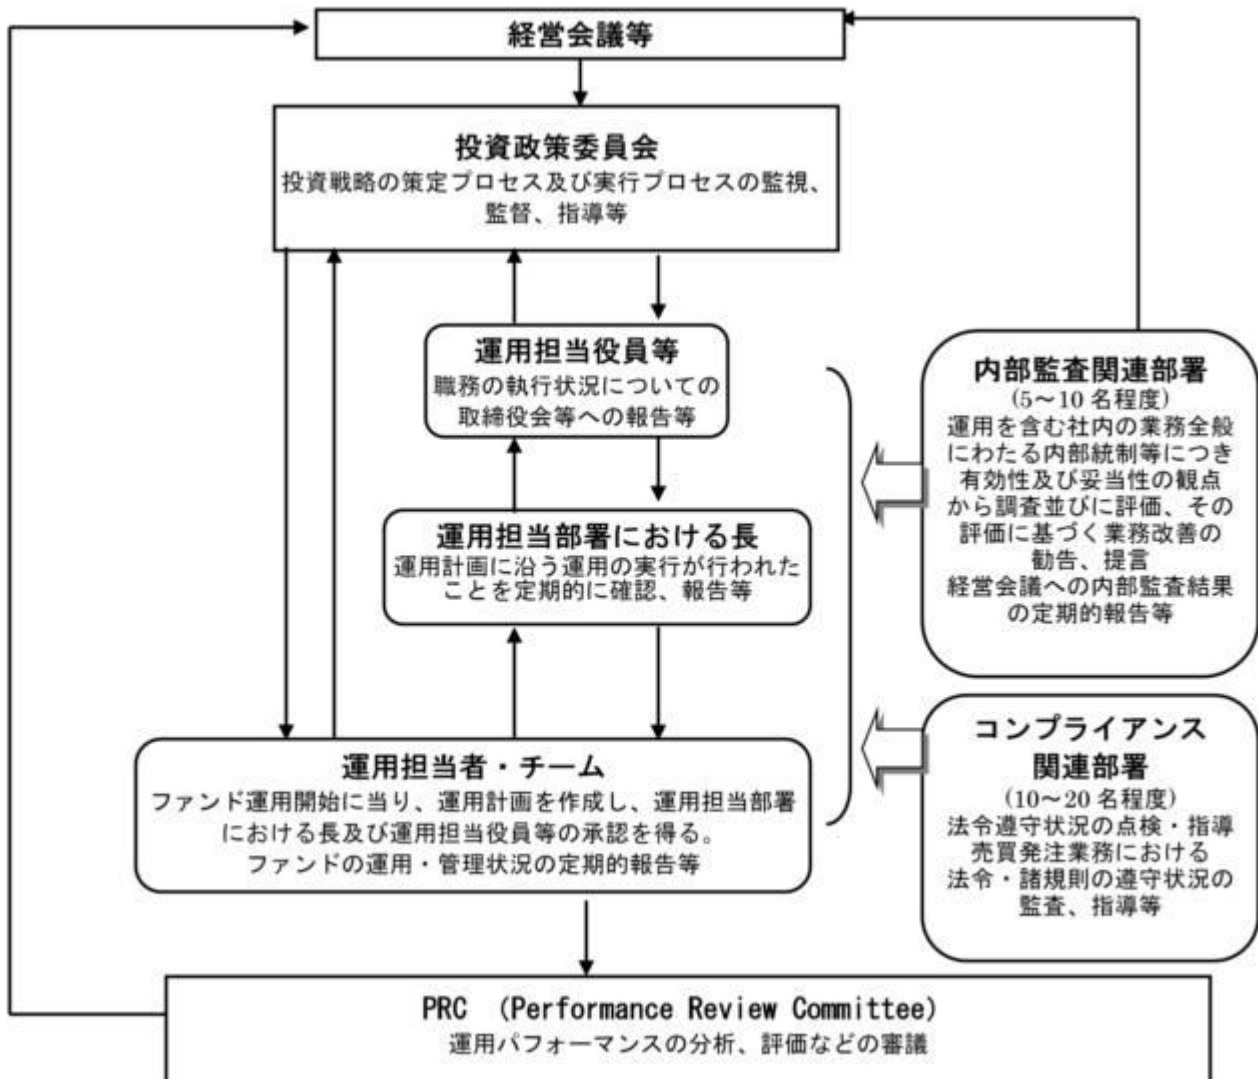 経営会議等
投資政策委員会
投資戦略の策定プロセス及び実行プロセスの監視、
監督、指導等
運用担当役員等
職務の執行状況についての
取締役会等への報告等
運用担当部署における長
運用計画に沿う運用の実行が行われた
ことを定期的に確認、報告等
運用担当者・チーム
ファンド運用開始に当り、運用計画を作成し、運用担当部署
における長及び運用担当役員等の承認を得る。
ファンドの運用・管理状況の定期的報告等
内部監査関連部署
(5～10 名程度)
運用を含む社内の業務全般
にわたる内部統制等につき
有効性及び妥当性の観点
から調査並びに評価、その
評価に基づく業務改善の
勧告、提言
経営会議への内部監査結果
の定期的報告等
コンプライアンス
関連部署
(10～20 名程度)
法令遵守状況の点検・指導
売買発注業務における
法令・諸規則の遵守状況の
監査、指導等
PRC (Performance Review Committee)
運用パフォーマンスの分析、評価などの審議